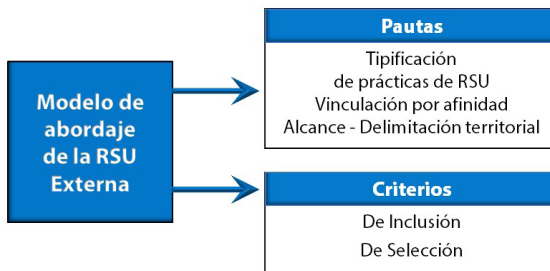 Modelo de
abordaje
de la RSU
Externa
Pautas
Tipificación
de prácticas de RSU
Vinculación por afinidad
Alcance - Delimitación territorial
Criterios
De Inclusión
De Selección